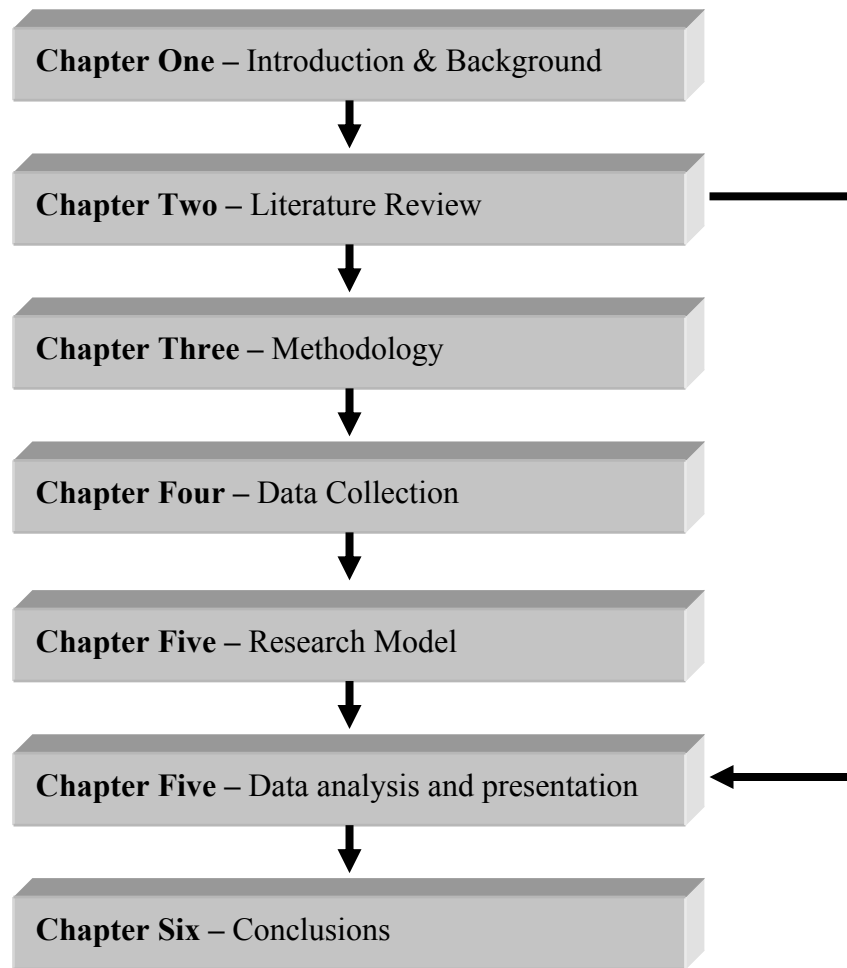 Chapter One – Introduction & Background
Chapter Two – Literature Review
Chapter Three – Methodology
Chapter Four – Data Collection
Chapter Five – Research Model
Chapter Five – Data analysis and presentation
Chapter Six – Conclusions